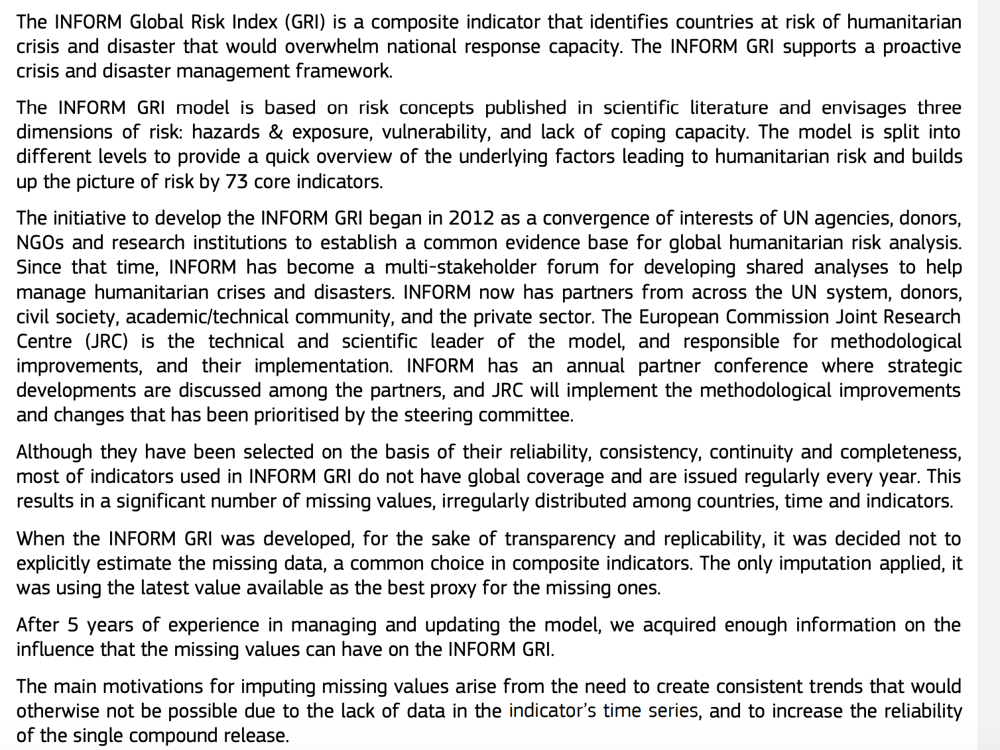 The INFORM Global Risk Index (GRI) is a composite indicator that identifies countries at risk of humanitarian
crisis and disaster that would overwhelm national response capacity. The INFORM GRI supports a proactive
crisis and disaster management framework.
The INFORM GRI model is based on risk concepts published in scientific literature and envisages three
dimensions of risk: hazards & exposure, vulnerability, and lack of coping capacity. The model is split into
different levels to provide a quick overview of the underlying factors leading to humanitarian risk and builds
up the picture of risk by 73 core indicators.
The initiative to develop the INFORM GRI began in 2012 as a convergence of interests of UN agencies, donors,
NGOs and research institutions to establish a common evidence base for global humanitarian risk analysis.
Since that time, INFORM has become a multi-stakeholder forum for developing shared analyses to help
manage humanitarian crises and disasters. INFORM now has partners from across the UN system, donors,
civil society, academic/technical community, and the private sector. The European Commission Joint Research
Centre (JRC) is the technical and scientific leader of the model, and responsible for methodological
improvements, and their implementation. INFORM has an annual partner conference where strategic
developments are discussed among the partners, and JRC will implement the methodological improvements
and changes that has been prioritised by the steering committee.
Although they have been selected on the basis of their reliability, consistency, continuity and completeness,
most of indicators used in INFORM GRI do not have global coverage and are issued regularly every year. This
results in a significant number of missing values, irregularly distributed among countries, time and indicators.
When the INFORM GRI was developed, for the sake of transparency and replicability, it was decided not to
explicitly estimate the missing data, a common choice in composite indicators. The only imputation applied, it
was using the latest value available as the best proxy for the missing ones.
After 5 years of experience in managing and updating the model, we acquired enough information on the
influence that the missing values can have on the INFORM GRI.
The main motivations for imputing missing values arise from the need to create consistent trends that would
otherwise not be possible due to the lack of data in the indicator’s time series, and to increase the reliability
of the single compound release.